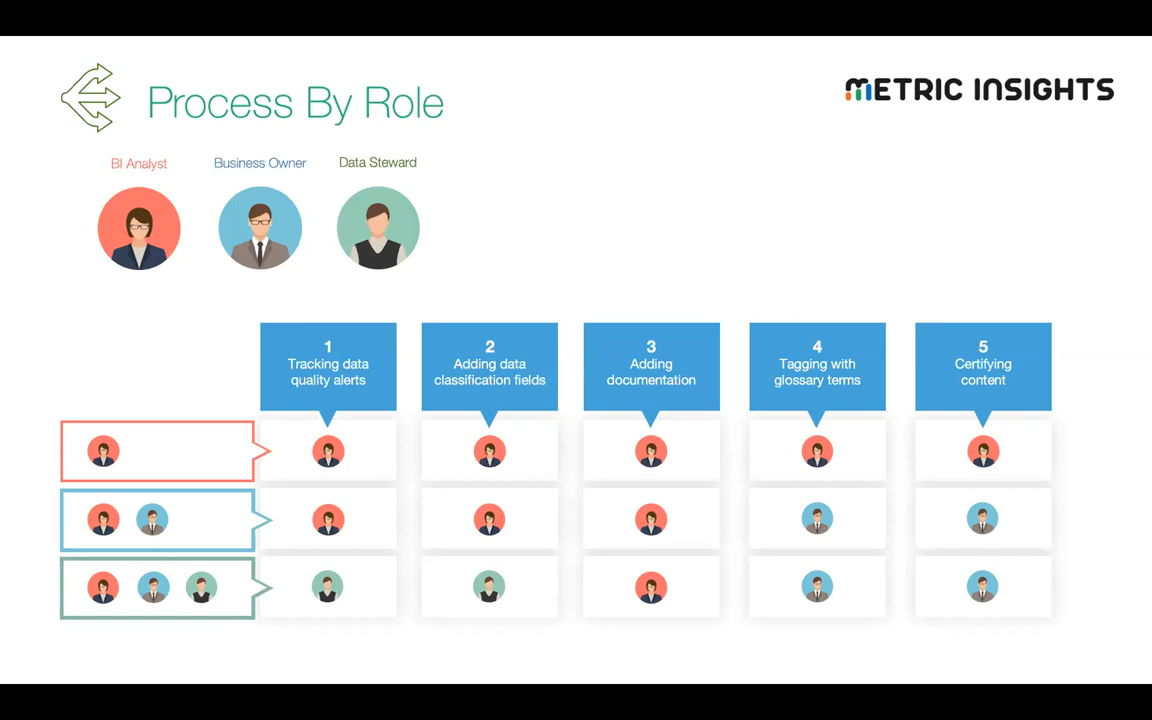 METRIC INSIGHTS
Process By Role
BI Analyst
Business Owner
Data Steward
1
Tracking data
quality alerts
2
Adding data
classification fields
3
Adding
documentation
4
Tagging with
glossary terms
5
Certifying
content